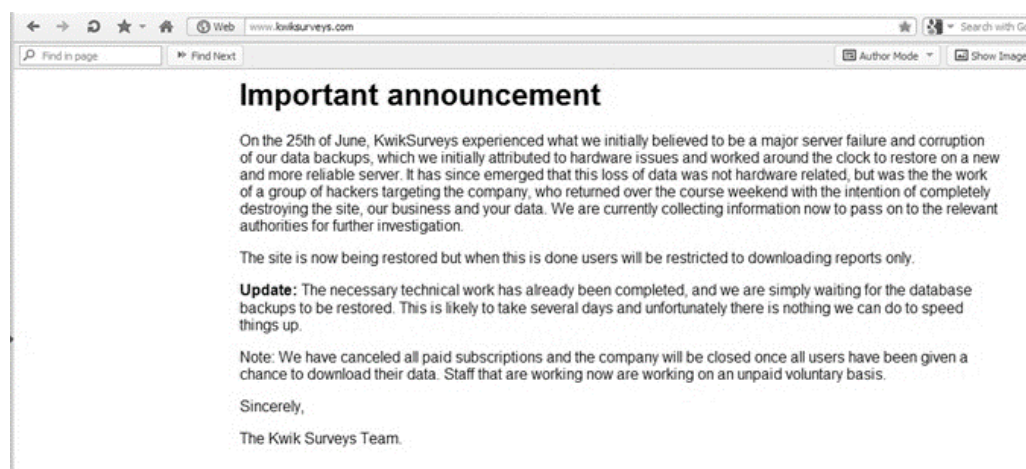 Web www.kwiksurveys.com Search with Go
Find in page Find Next Author Mode Show Image
Important announcement
On the 25th of June, KwikSurveys experienced what we initially believed to be a major server failure and corruption
of our data backups, which we initially attributed to hardware issues and worked around the clock to restore on a new
and more reliable server. It has since emerged that this loss of data was not hardware related, but was the the work
of a group of hackers targeting the company, who returned over the course weekend with the intention of completely
destroying the site, our business and your data. We are currently collecting information now to pass on to the relevant
authorities for further investigation.
The site is now being restored but when this is done users will be restricted to downloading reports only.
Update: The necessary technical work has already been completed, and we are simply waiting for the database
backups to be restored. This is likely to take several days and unfortunately there is nothing we can do to speed
things up.
Note: We have canceled all paid subscriptions and the company will be closed once all users have been given a
chance to download their data. Staff that are working now are working on an unpaid voluntary basis.
Sincerely,
The Kwik Surveys Team.